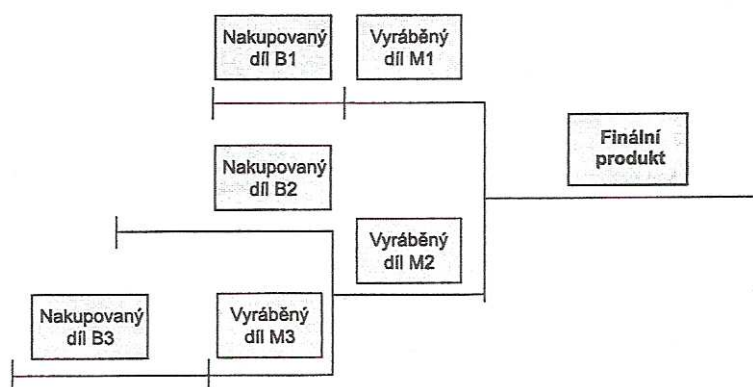 Nakupovaný
díl B1
Vyráběný
díl M1
Finální
produkt
Nakupovaný
díl B2
Vyráběný
díl M2
Nakupovaný
díl B3
Vyráběný
díl M3